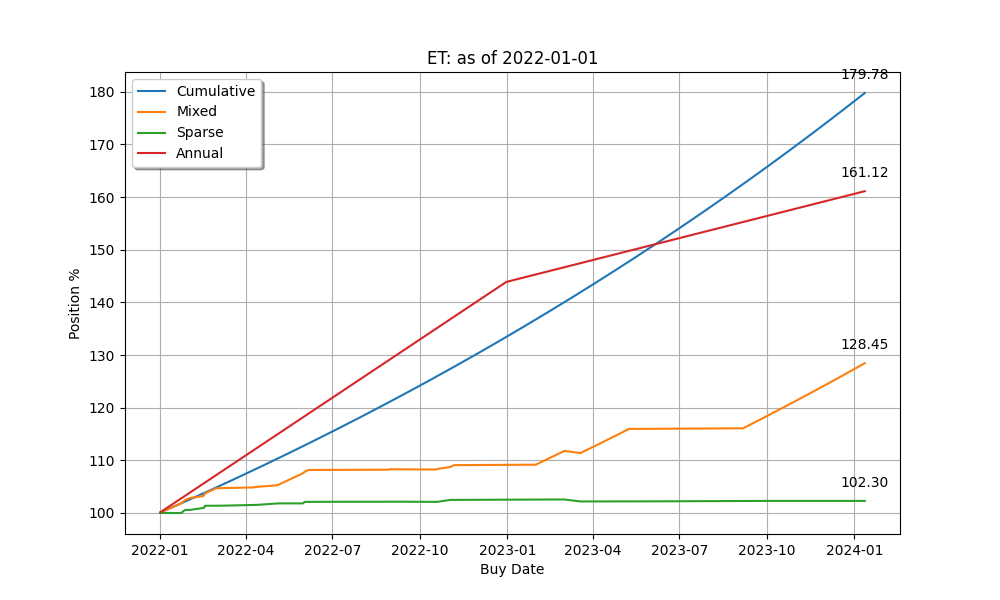 ET: as of 2022-01-01
179.78
180
Cumulative
Mixed
Sparse
Annual
170
161.12
160
150
Position %
140
128.45
130
120
110
102.30
100
2022-01 2022-04 2022-07 2022-10 2023-01 2023-04 2023-07 2023-10 2024-01
Buy Date